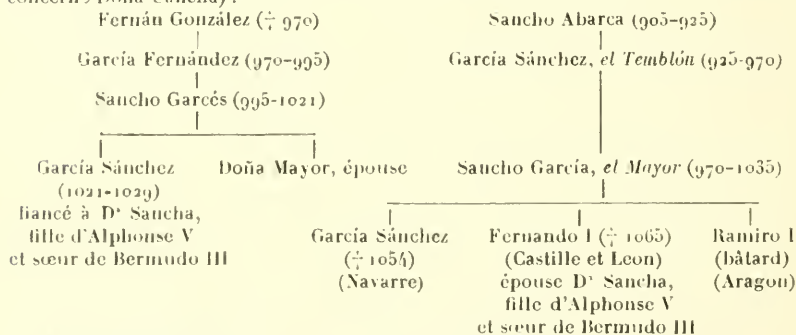 Fernán González († 970) Sancho Abarca (905-925)
García Fernández (970-995) García Sánchez, el Temblón (925-970)
Sancho Garcés (995-1021)
García Sánchez Doña Mayor, épouse Sancho García, el Mayor (970-1035)
(1021-1029)
fiancé à Dª Sancha,
fille d'Alphonse V
et sœur de Bermudo III
García Sánchez Fernando I († 1065) Ramiro I
(† 1054) (Castille et Leon) (bâtard)
(Navarre) épouse Dª Sancha, (Aragon)
fille d'Alphonse V
et sœur de Bermudo III